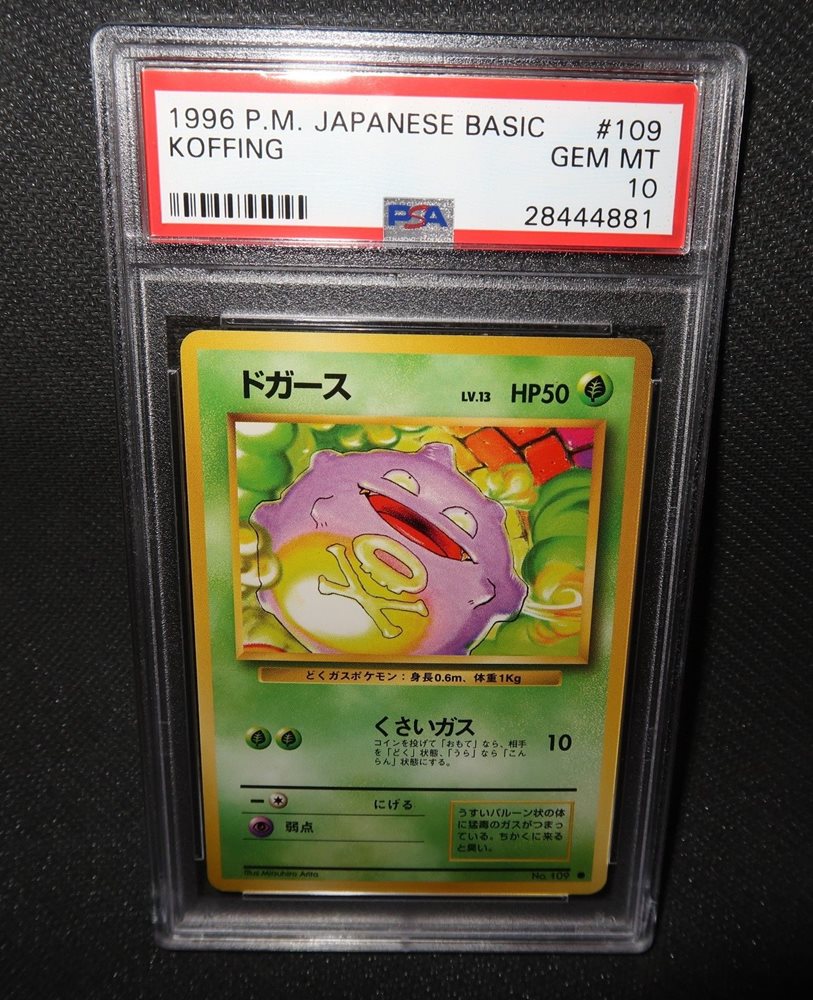 1996 P.M. JAPANESE BASIC #109
KOFFING GEM MT
10
PSA 28444881
ドガース LV.13 HP50
どくガスポケモン：身長0.6m、体重1Kg
くさいガス 10
コインを投げて「おもて」なら、相手
を「どく」状態、「うら」なら「こん
らん」状態にする。
ー にげる
弱点
うすいバルーン状の体
に猛毒のガスがつまっ
ている。ちかくに来る
と臭い。
Illus Mitsuhiro Arita No. 109 ●